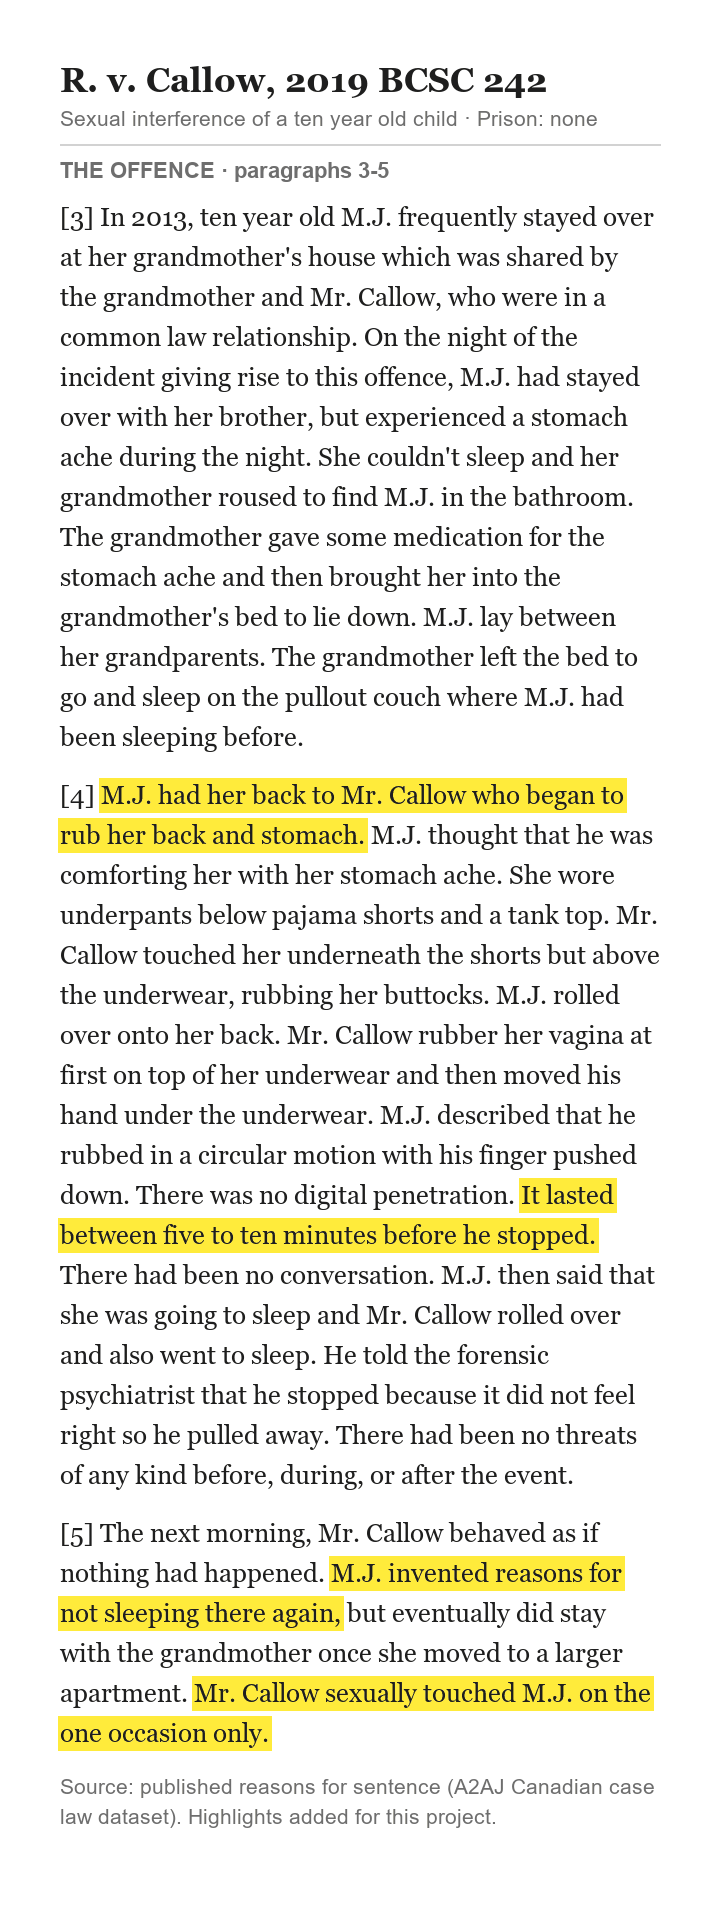 R. v. Callow, 2019 BCSC 242
Sexual interference of a ten year old child · Prison: none
THE OFFENCE · paragraphs 3-5
[3] In 2013, ten year old M.J. frequently stayed over
at her grandmother's house which was shared by
the grandmother and Mr. Callow, who were in a
common law relationship. On the night of the
incident giving rise to this offence, M.J. had stayed
over with her brother, but experienced a stomach
ache during the night. She couldn't sleep and her
grandmother roused to find M.J. in the bathroom.
The grandmother gave some medication for the
stomach ache and then brought her into the
grandmother's bed to lie down. M.J. lay between
her grandparents. The grandmother left the bed to
go and sleep on the pullout couch where M.J. had
been sleeping before.
[4] M.J. had her back to Mr. Callow who began to
rub her back and stomach. M.J. thought that he was
comforting her with her stomach ache. She wore
underpants below pajama shorts and a tank top. Mr.
Callow touched her underneath the shorts but above
the underwear, rubbing her buttocks. M.J. rolled
over onto her back. Mr. Callow rubber her vagina at
first on top of her underwear and then moved his
hand under the underwear. M.J. described that he
rubbed in a circular motion with his finger pushed
down. There was no digital penetration. It lasted
between five to ten minutes before he stopped.
There had been no conversation. M.J. then said that
she was going to sleep and Mr. Callow rolled over
and also went to sleep. He told the forensic
psychiatrist that he stopped because it did not feel
right so he pulled away. There had been no threats
of any kind before, during, or after the event.
[5] The next morning, Mr. Callow behaved as if
nothing had happened. M.J. invented reasons for
not sleeping there again, but eventually did stay
with the grandmother once she moved to a larger
apartment. Mr. Callow sexually touched M.J. on the
one occasion only.
Source: published reasons for sentence (A2AJ Canadian case
law dataset). Highlights added for this project.